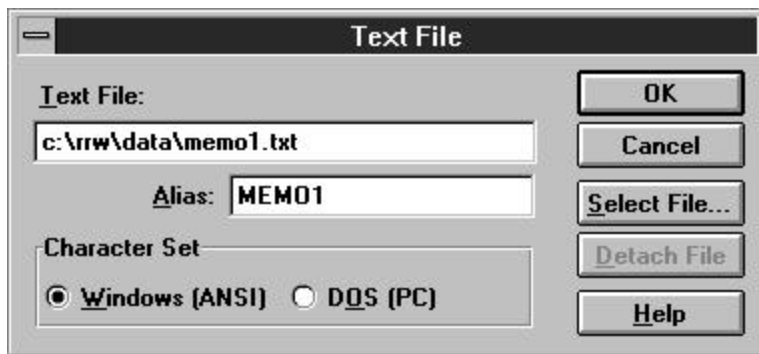 Text File
Text File:
c:\rrw\data\memo1.txt
Alias: MEMO1
Character Set
Windows (ANSI) DOS (PC)
OK
Cancel
Select File...
Detach File
Help